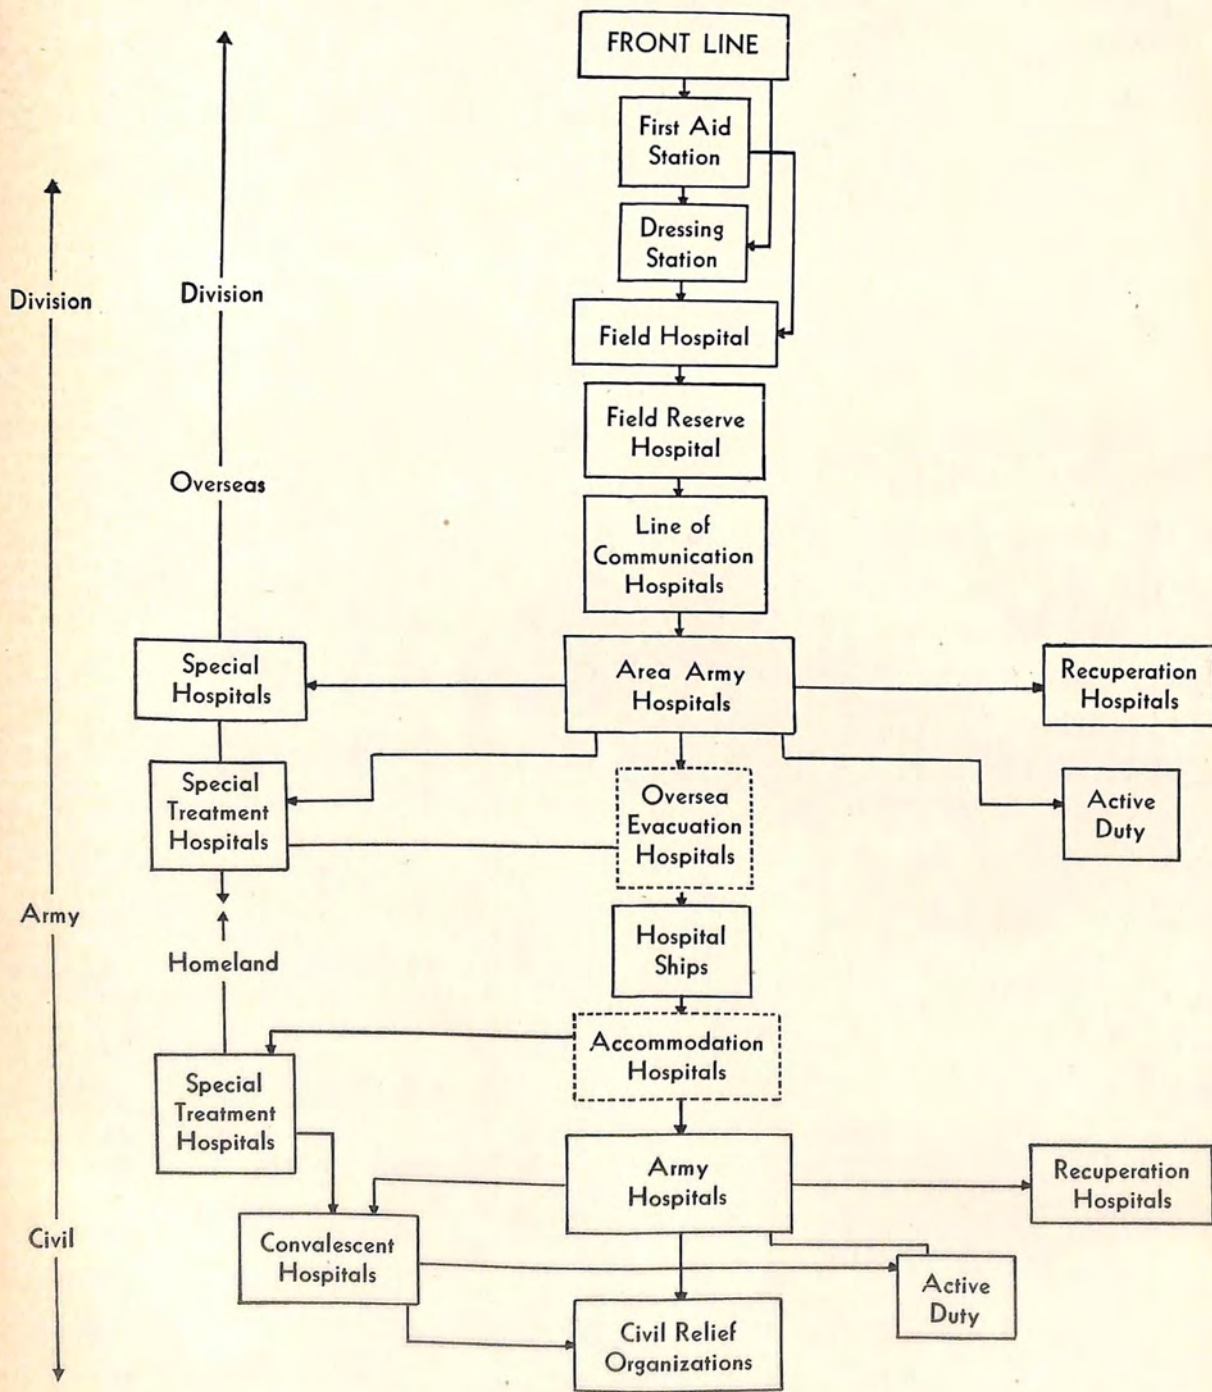 FRONT LINE
First Aid
Station
Dressing
Station
Division
Division
Field Hospital
Field Reserve
Hospital
Overseas
Line of
Communication
Hospitals
Special
Hospitals
Area Army
Hospitals
Recuperation
Hospitals
Special
Treatment
Hospitals
Oversea
Evacuation
Hospitals
Active
Duty
Army
Hospital
Ships
Homeland
Accommodation
Hospitals
Special
Treatment
Hospitals
Army
Hospitals
Recuperation
Hospitals
Civil
Convalescent
Hospitals
Active
Duty
Civil Relief
Organizations